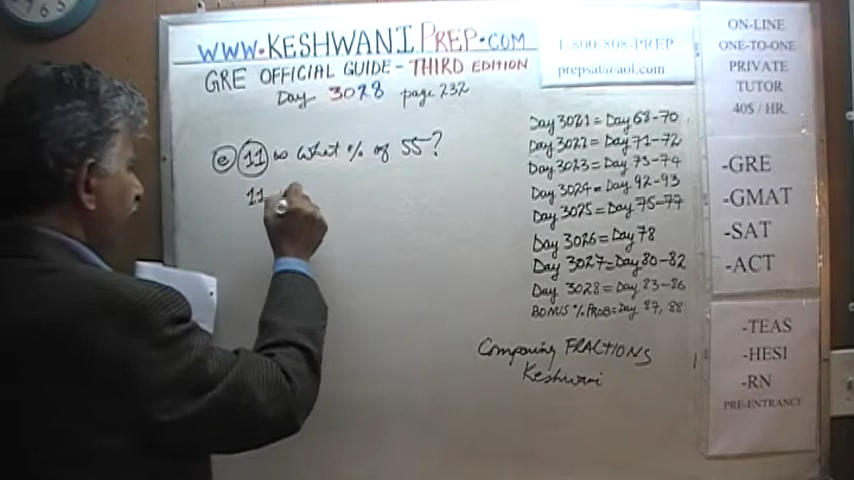 WWW.KESHWANIPREP.COM
GRE OFFICIAL GUIDE - THIRD EDITION
Day 3028 page 232
1-800-808-PREP
prepsat@aol.com
e 11 is what % of 55?
11
Day 3021 = Day 68-70
Day 3022 = Day 71-72
Day 3023 = Day 73-74
Day 3024 = Day 92-93
Day 3025 = Day 75-77
Day 3026 = Day 78
Day 3027 = Day 80-82
Day 3028 = Day 83-86
BONUS % PROB = Day 87, 88
Comparing FRACTIONS
Keshwani
ON-LINE
ONE-TO-ONE
PRIVATE
TUTOR
40$ / HR.
-GRE
-GMAT
-SAT
-ACT
-TEAS
-HESI
-RN
PRE-ENTRANCE